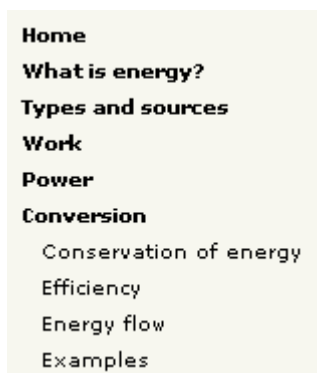 Home
What is energy?
Types and sources
Work
Power
Conversion
Conservation of energy
Efficiency
Energy flow
Examples